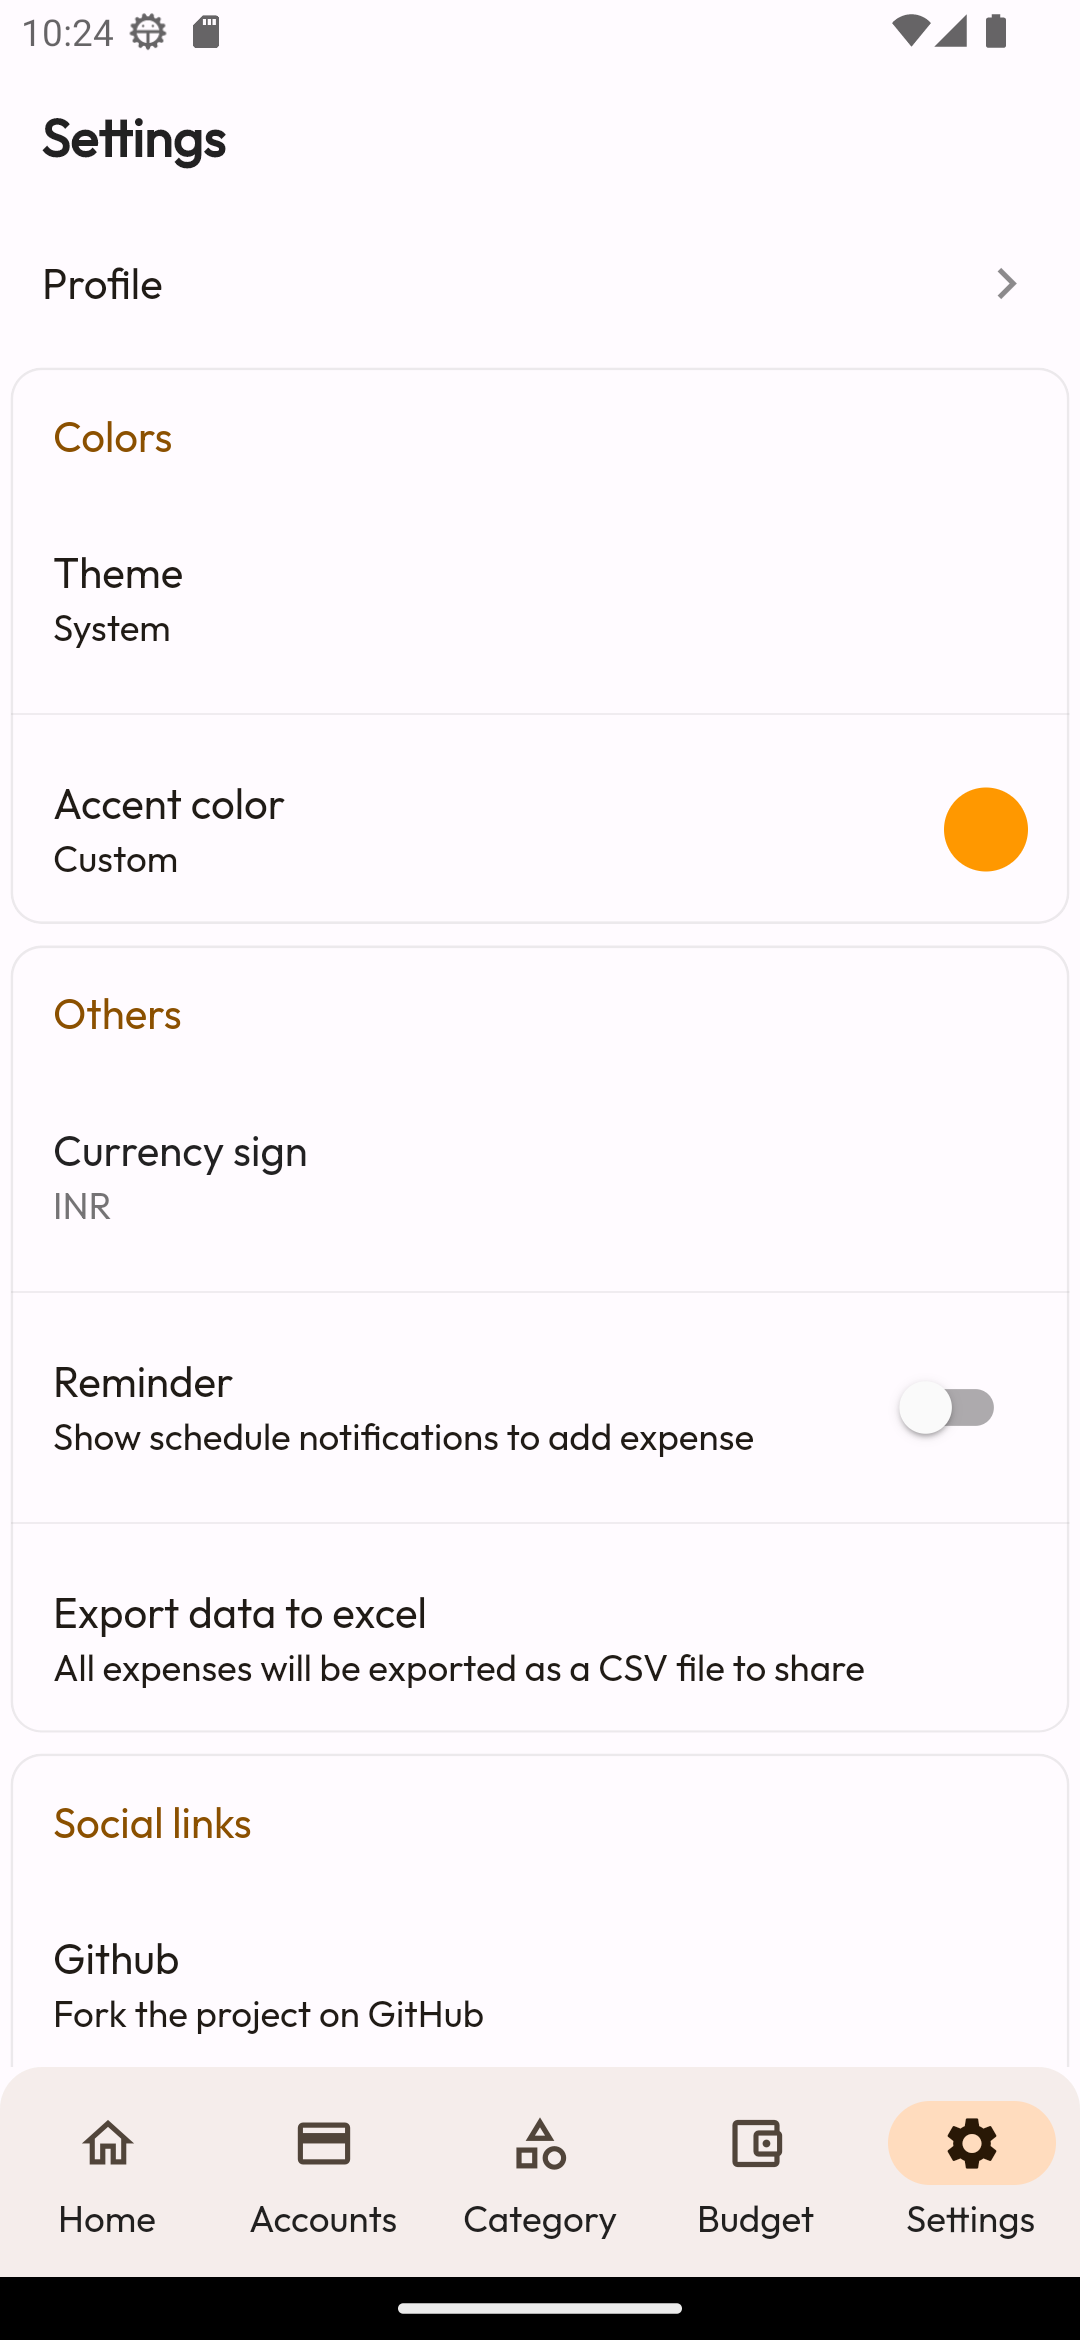 10:24
Settings
Profile
Colors
Theme
System
Accent color
Custom
Others
Currency sign
INR
Reminder
Show schedule notifications to add expense
Export data to excel
All expenses will be exported as a CSV file to share
Social links
Github
Fork the project on GitHub
Home Accounts Category Budget Settings